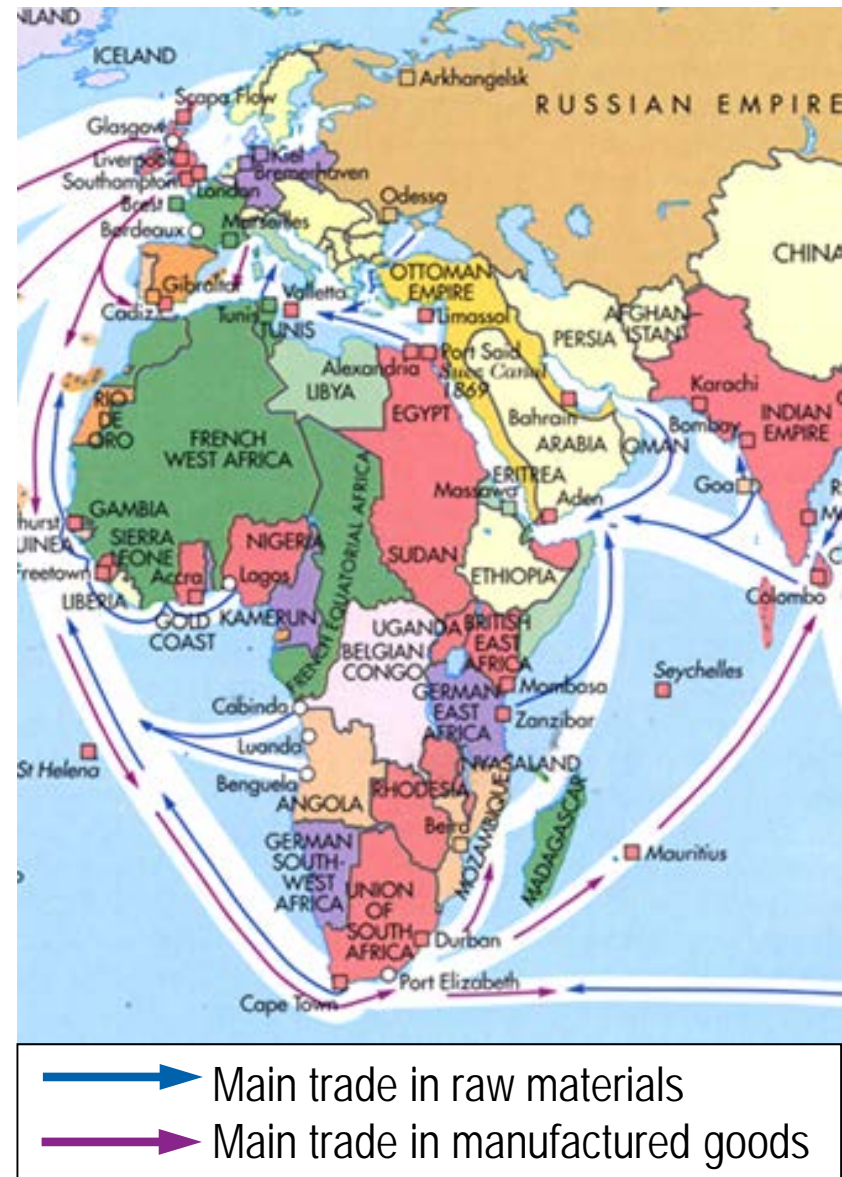 NLAND
ICELAND
Arkhangelsk
RUSSIAN EMPIRE
Scapa Flow
Glasgow
Liverpool
Kiel
Bremerhaven
Southampton
London
Brest
Odessa
Bordeaux
Marseilles
CHINA
OTTOMAN
EMPIRE
Gibraltar
Cadiz
Tunis
TUNIS
Valletta
Limassol
PERSIA
AFGHAN-
ISTAN
Alexandria
Port Said
Suez Canal
1869
LIBYA
EGYPT
Karachi
INDIAN
EMPIRE
RIO
DE
ORO
Bahrain
ARABIA
OMAN
Bombay
FRENCH
WEST AFRICA
FRENCH EQUATORIAL AFRICA
ERITREA
Massawa
Aden
Goa
R
M
GAMBIA
hurst
UINEA
SIERRA
LEONE
reetown
NIGERIA
SUDAN
Accra
Lagos
ETHIOPIA
C
Colombo
LIBERIA
GOLD
COAST
KAMERUN
UGANDA
BRITISH
EAST
AFRICA
BELGIAN
CONGO
Seychelles
GERMAN
EAST
AFRICA
Mombasa
Cabinda
Zanzibar
Luanda
St Helena
NYASALAND
Benguela
ANGOLA
RHODESIA
MOZAMBIQUE
MADAGASCAR
Beira
GERMAN
SOUTH-
WEST
AFRICA
Mauritius
UNION
OF
SOUTH
AFRICA
Durban
Port Elizabeth
Cape Town
Main trade in raw materials
Main trade in manufactured goods